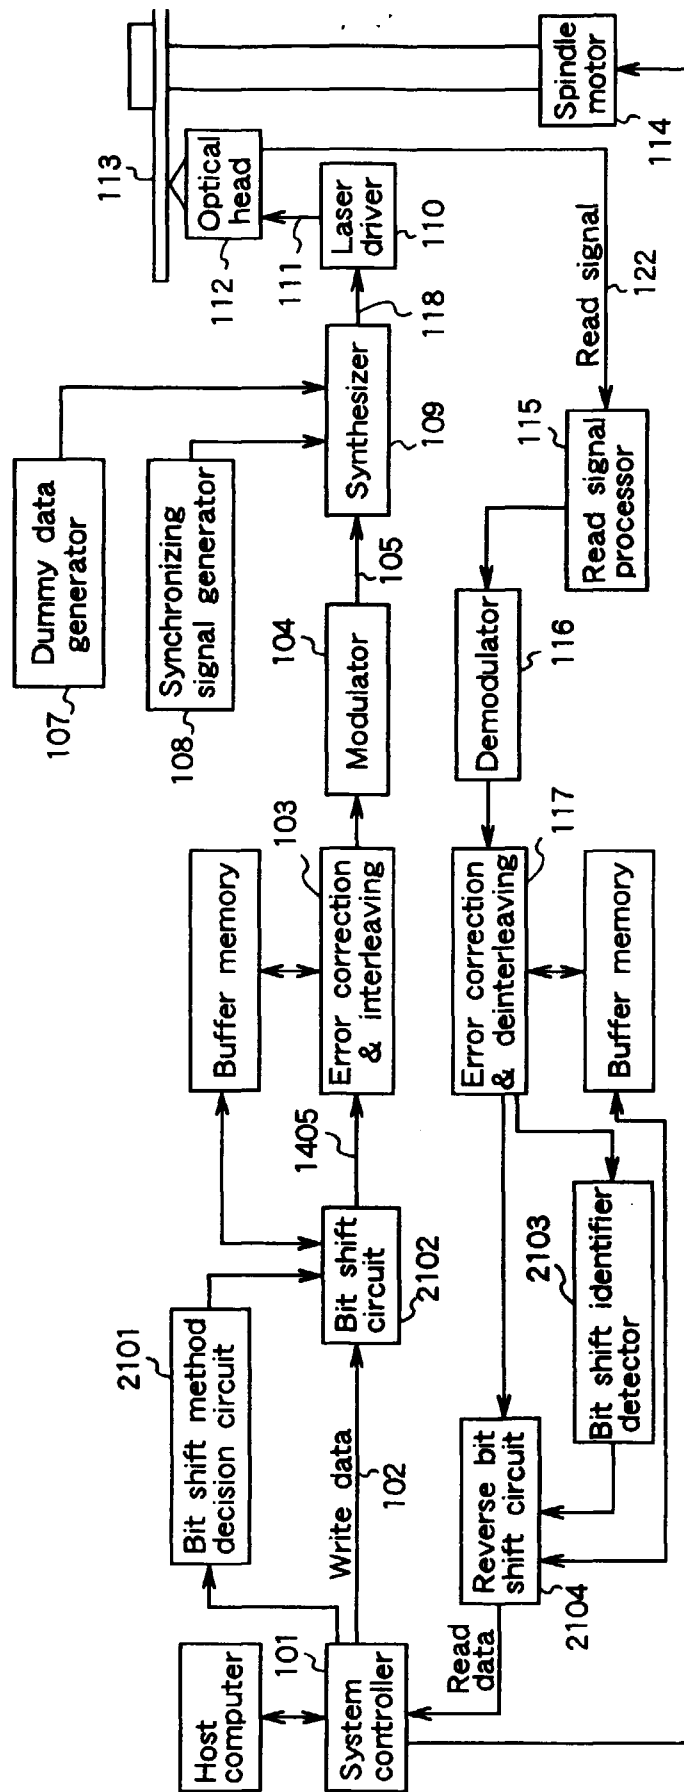 Host
computer
101
System
controller
2101
Bit shift method
decision circuit
Write data
102
Bit shift
circuit
2102
1405
Buffer memory
103
Error correction
& interleaving
104
Modulator
105
Dummy data
generator
107
Synchronizing
signal generator
108
Synthesizer
109
118
Laser
driver
110
111
Optical
head
112
113
Spindle
motor
114
Read signal
122
115
Read signal
processor
Demodulator
116
117
Error correction
& deinterleaving
Buffer memory
2103
Bit shift identifier
detector
Reverse bit
shift circuit
2104
Read
data